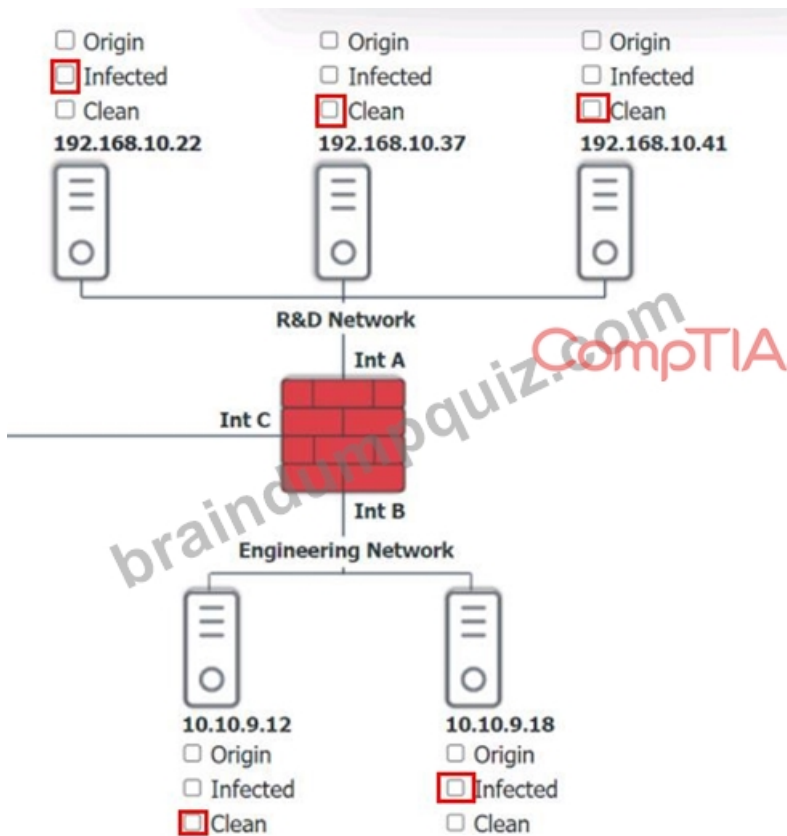 Origin Origin Origin
Infected Infected Infected
Clean Clean Clean
192.168.10.22 192.168.10.37 192.168.10.41
R&D Network
CompTIA
Int A
Int C
braindumpquiz.com
Int B
Engineering Network
10.10.9.12 10.10.9.18
Origin Origin
Infected Infected
Clean Clean